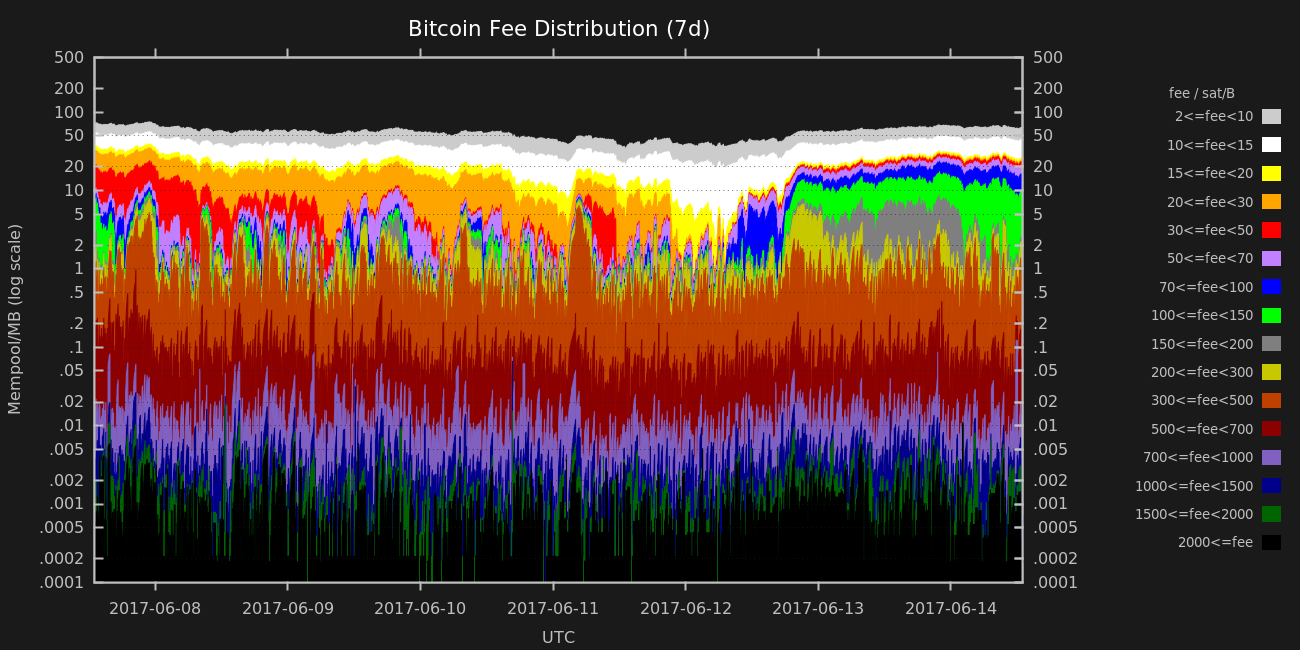 Bitcoin Fee Distribution (7d)
500
200
100
50
20
10
5
2
1
.5
.2
.1
.05
.02
.01
.005
.002
.001
.0005
.0002
.0001
Mempool/MB (log scale)
500
200
100
50
20
10
5
2
1
.5
.2
.1
.05
.02
.01
.005
.002
.001
.0005
.0002
.0001
2017-06-08
2017-06-09
2017-06-10
2017-06-11
2017-06-12
2017-06-13
2017-06-14
UTC
fee / sat/B
2<=fee<10
10<=fee<15
15<=fee<20
20<=fee<30
30<=fee<50
50<=fee<70
70<=fee<100
100<=fee<150
150<=fee<200
200<=fee<300
300<=fee<500
500<=fee<700
700<=fee<1000
1000<=fee<1500
1500<=fee<2000
2000<=fee